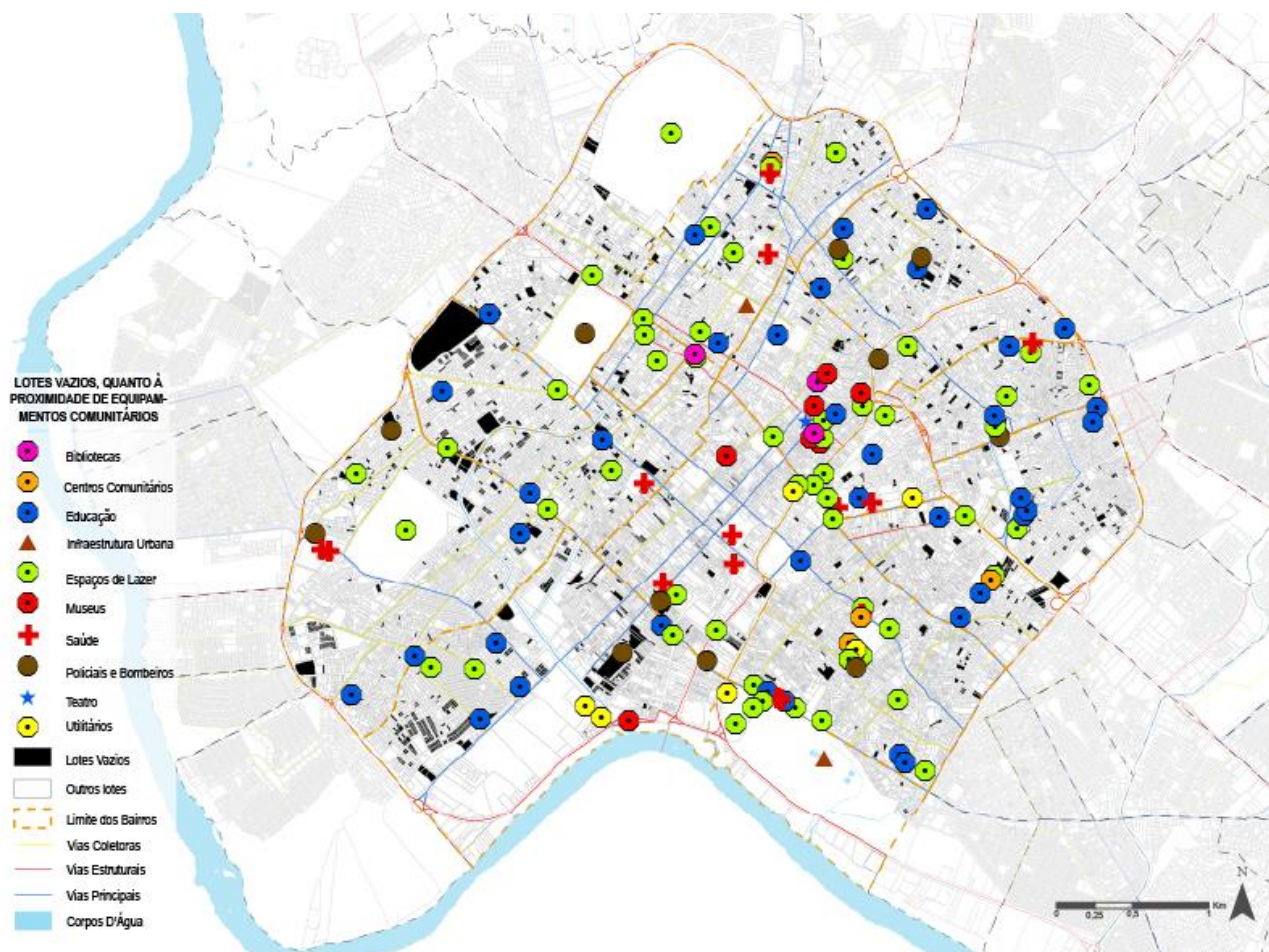 LOTES VAZIOS, QUANTO À
PROXIMIDADE DE EQUIPAM-
MENTOS COMUNITÁRIOS
Bibliotecas
Centros Comunitários
Educação
Infraestrutura Urbana
Espaços de Lazer
Museus
Saúde
Policiais e Bombeiros
Teatro
Utilitários
Lotes Vazios
Outros lotes
Limite dos Bairros
Vias Coletoras
Vias Estruturais
Vias Principais
Corpos D'Água
N
Km
0 0,25 0,5 1